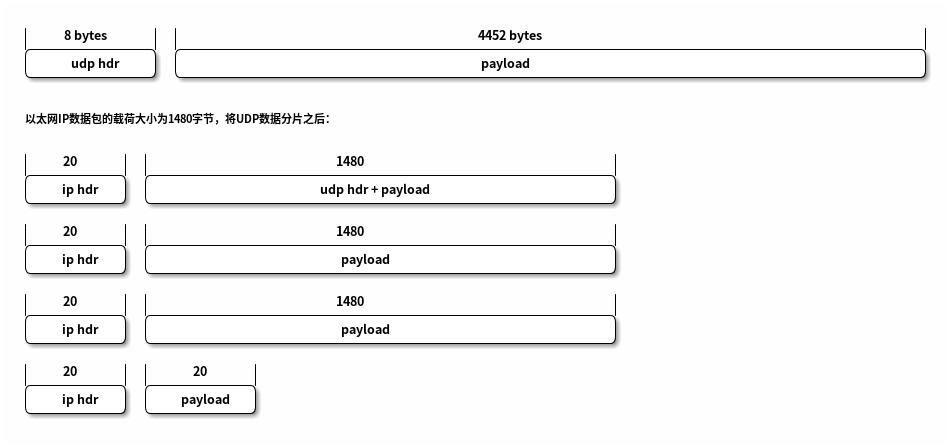 8 bytes 4452 bytes
udp hdr payload
以太网IP数据包的载荷大小为1480字节，将UDP数据分片之后：
20 1480
ip hdr udp hdr + payload
20 1480
ip hdr payload
20 1480
ip hdr payload
20 20
ip hdr payload